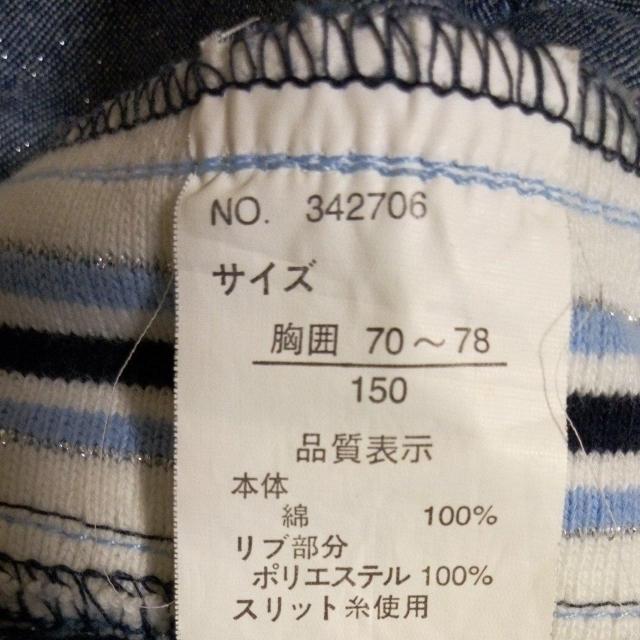 NO. 342706
サイズ
胸囲 70～78
150
品質表示
本体
綿 100%
リブ部分
ポリエステル 100%
スリット糸使用